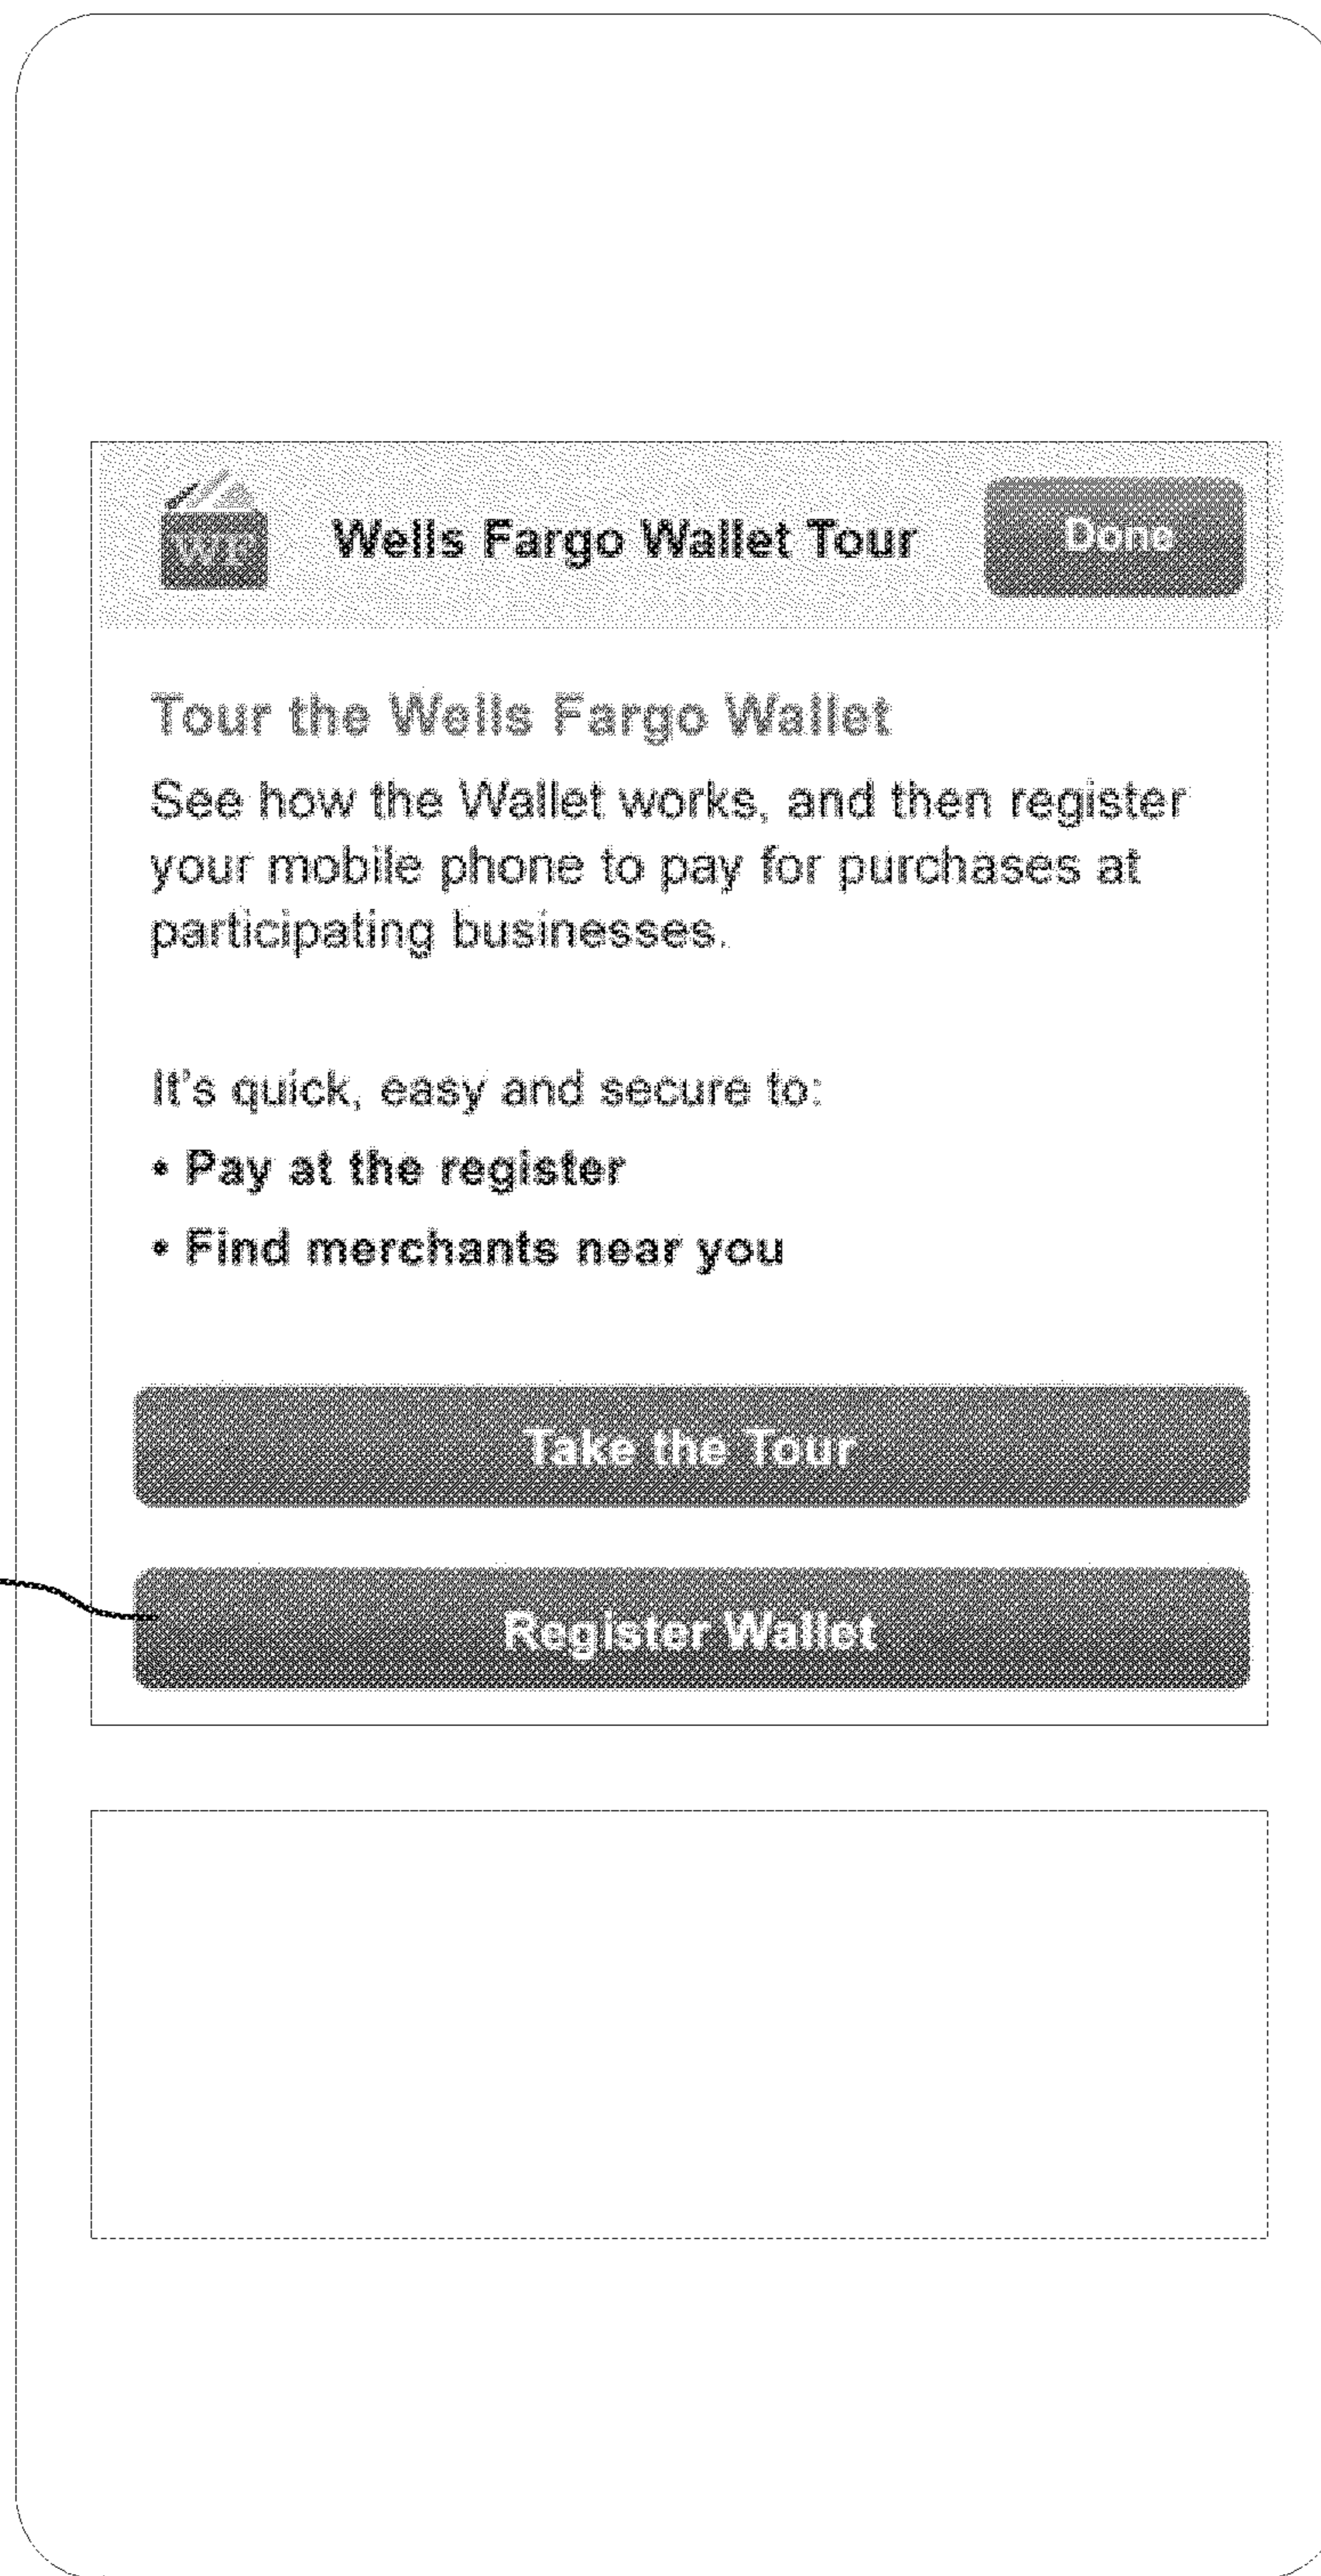 WF
Wells Fargo Wallet Tour
Done
Tour the Wells Fargo Wallet
See how the Wallet works, and then register
your mobile phone to pay for purchases at
participating businesses.
It's quick, easy and secure to:
• Pay at the register
• Find merchants near you
Take the Tour
Register Wallet